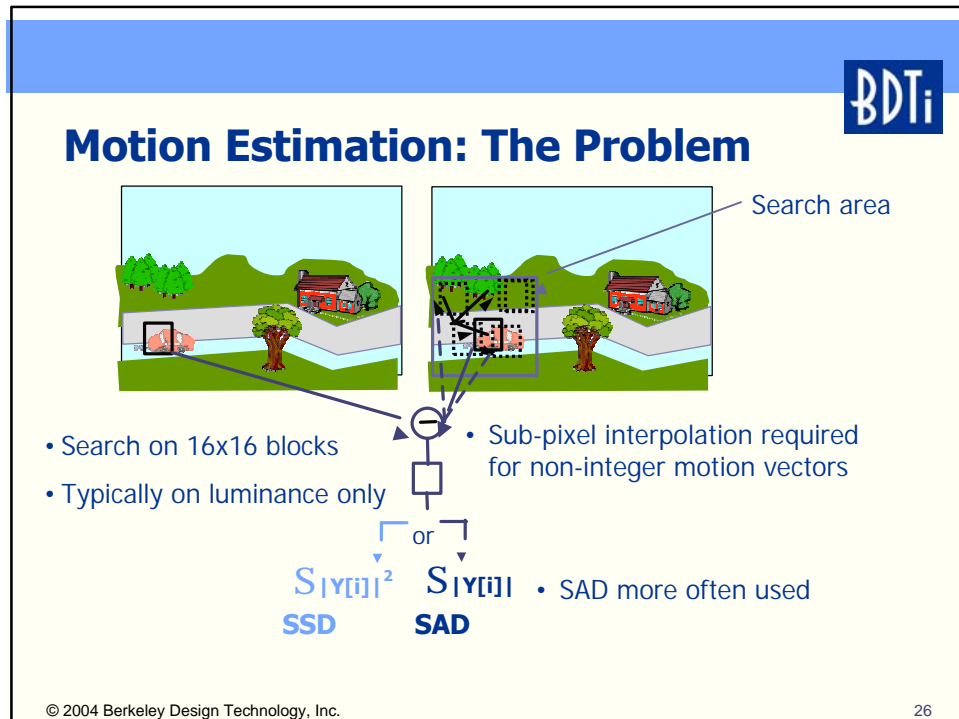 BDTi
Motion Estimation: The Problem
Search area
• Search on 16x16 blocks
• Typically on luminance only
• Sub-pixel interpolation required
for non-integer motion vectors
−
or
S|Y[i]|² S|Y[i]|
SSD SAD
• SAD more often used
© 2004 Berkeley Design Technology, Inc. 26